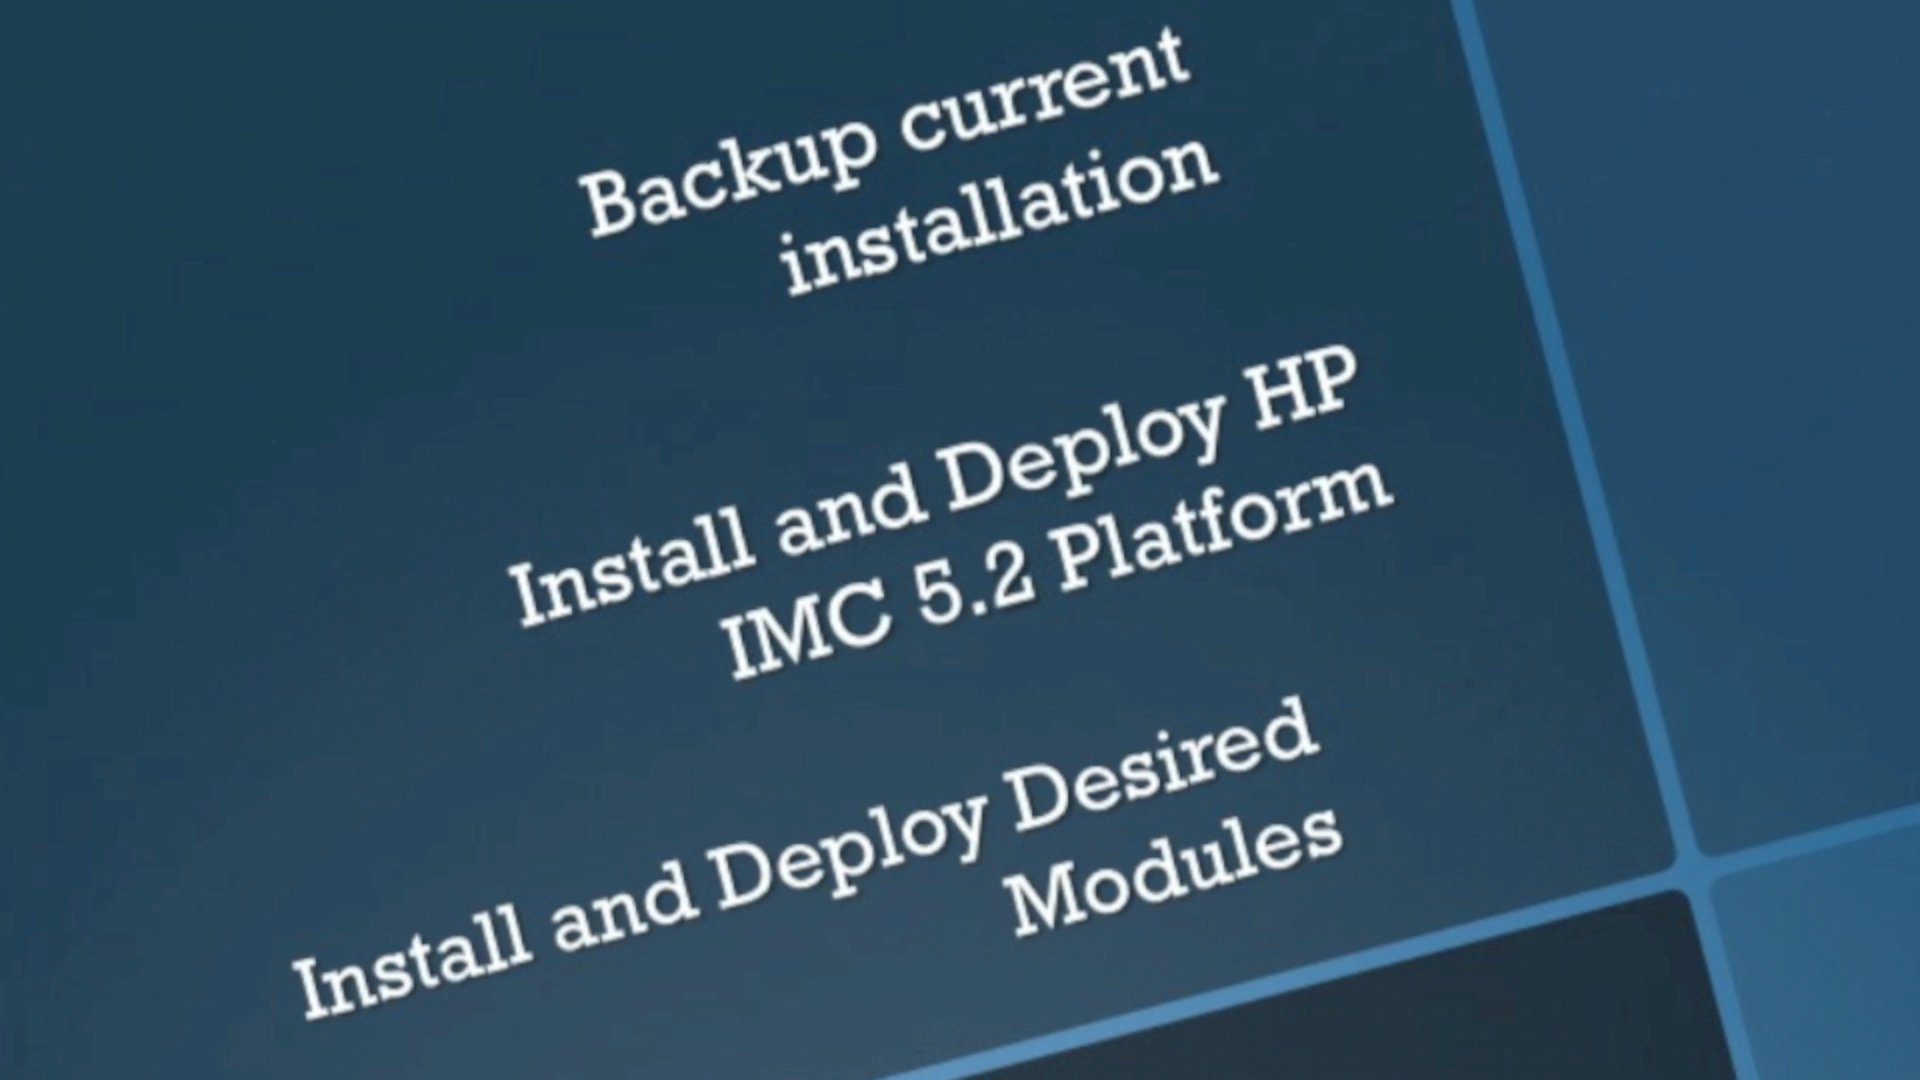 Backup current
installation
Install and Deploy HP
IMC 5.2 Platform
Install and Deploy Desired
Modules